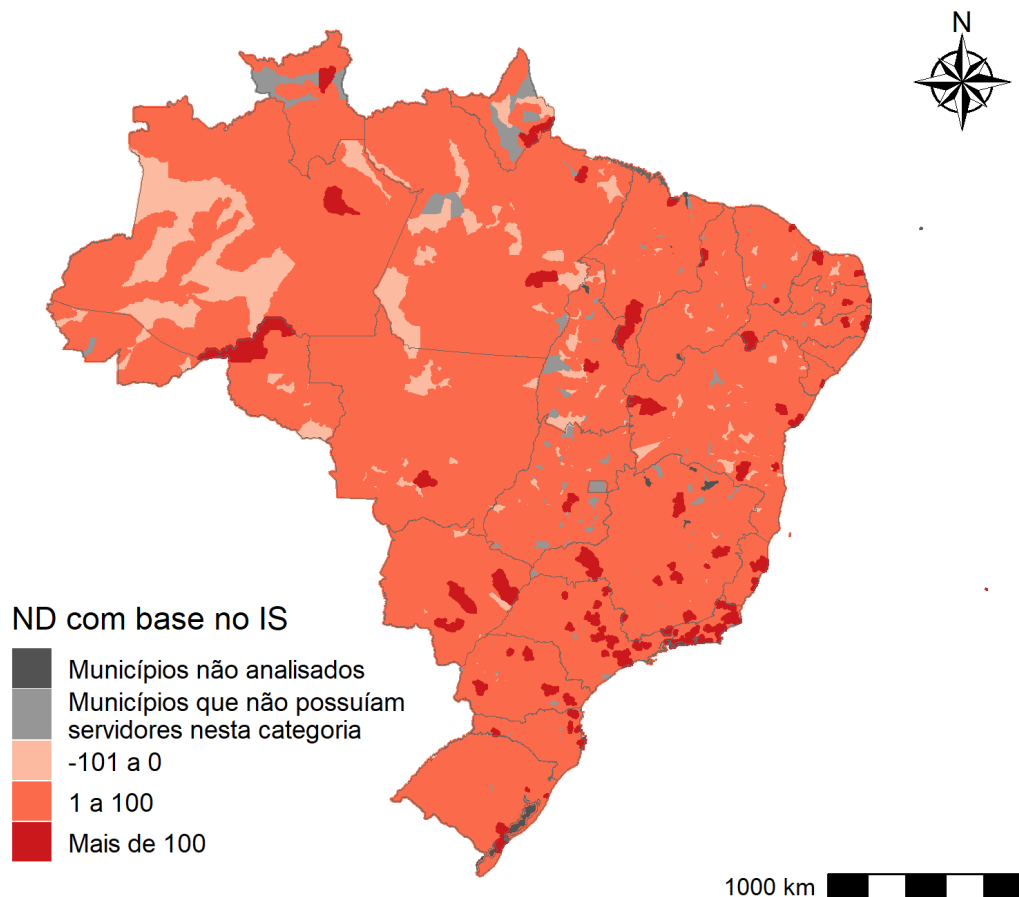 N
ND com base no IS
Municípios não analisados
Municípios que não possuíam
servidores nesta categoria
-101 a 0
1 a 100
Mais de 100
1000 km